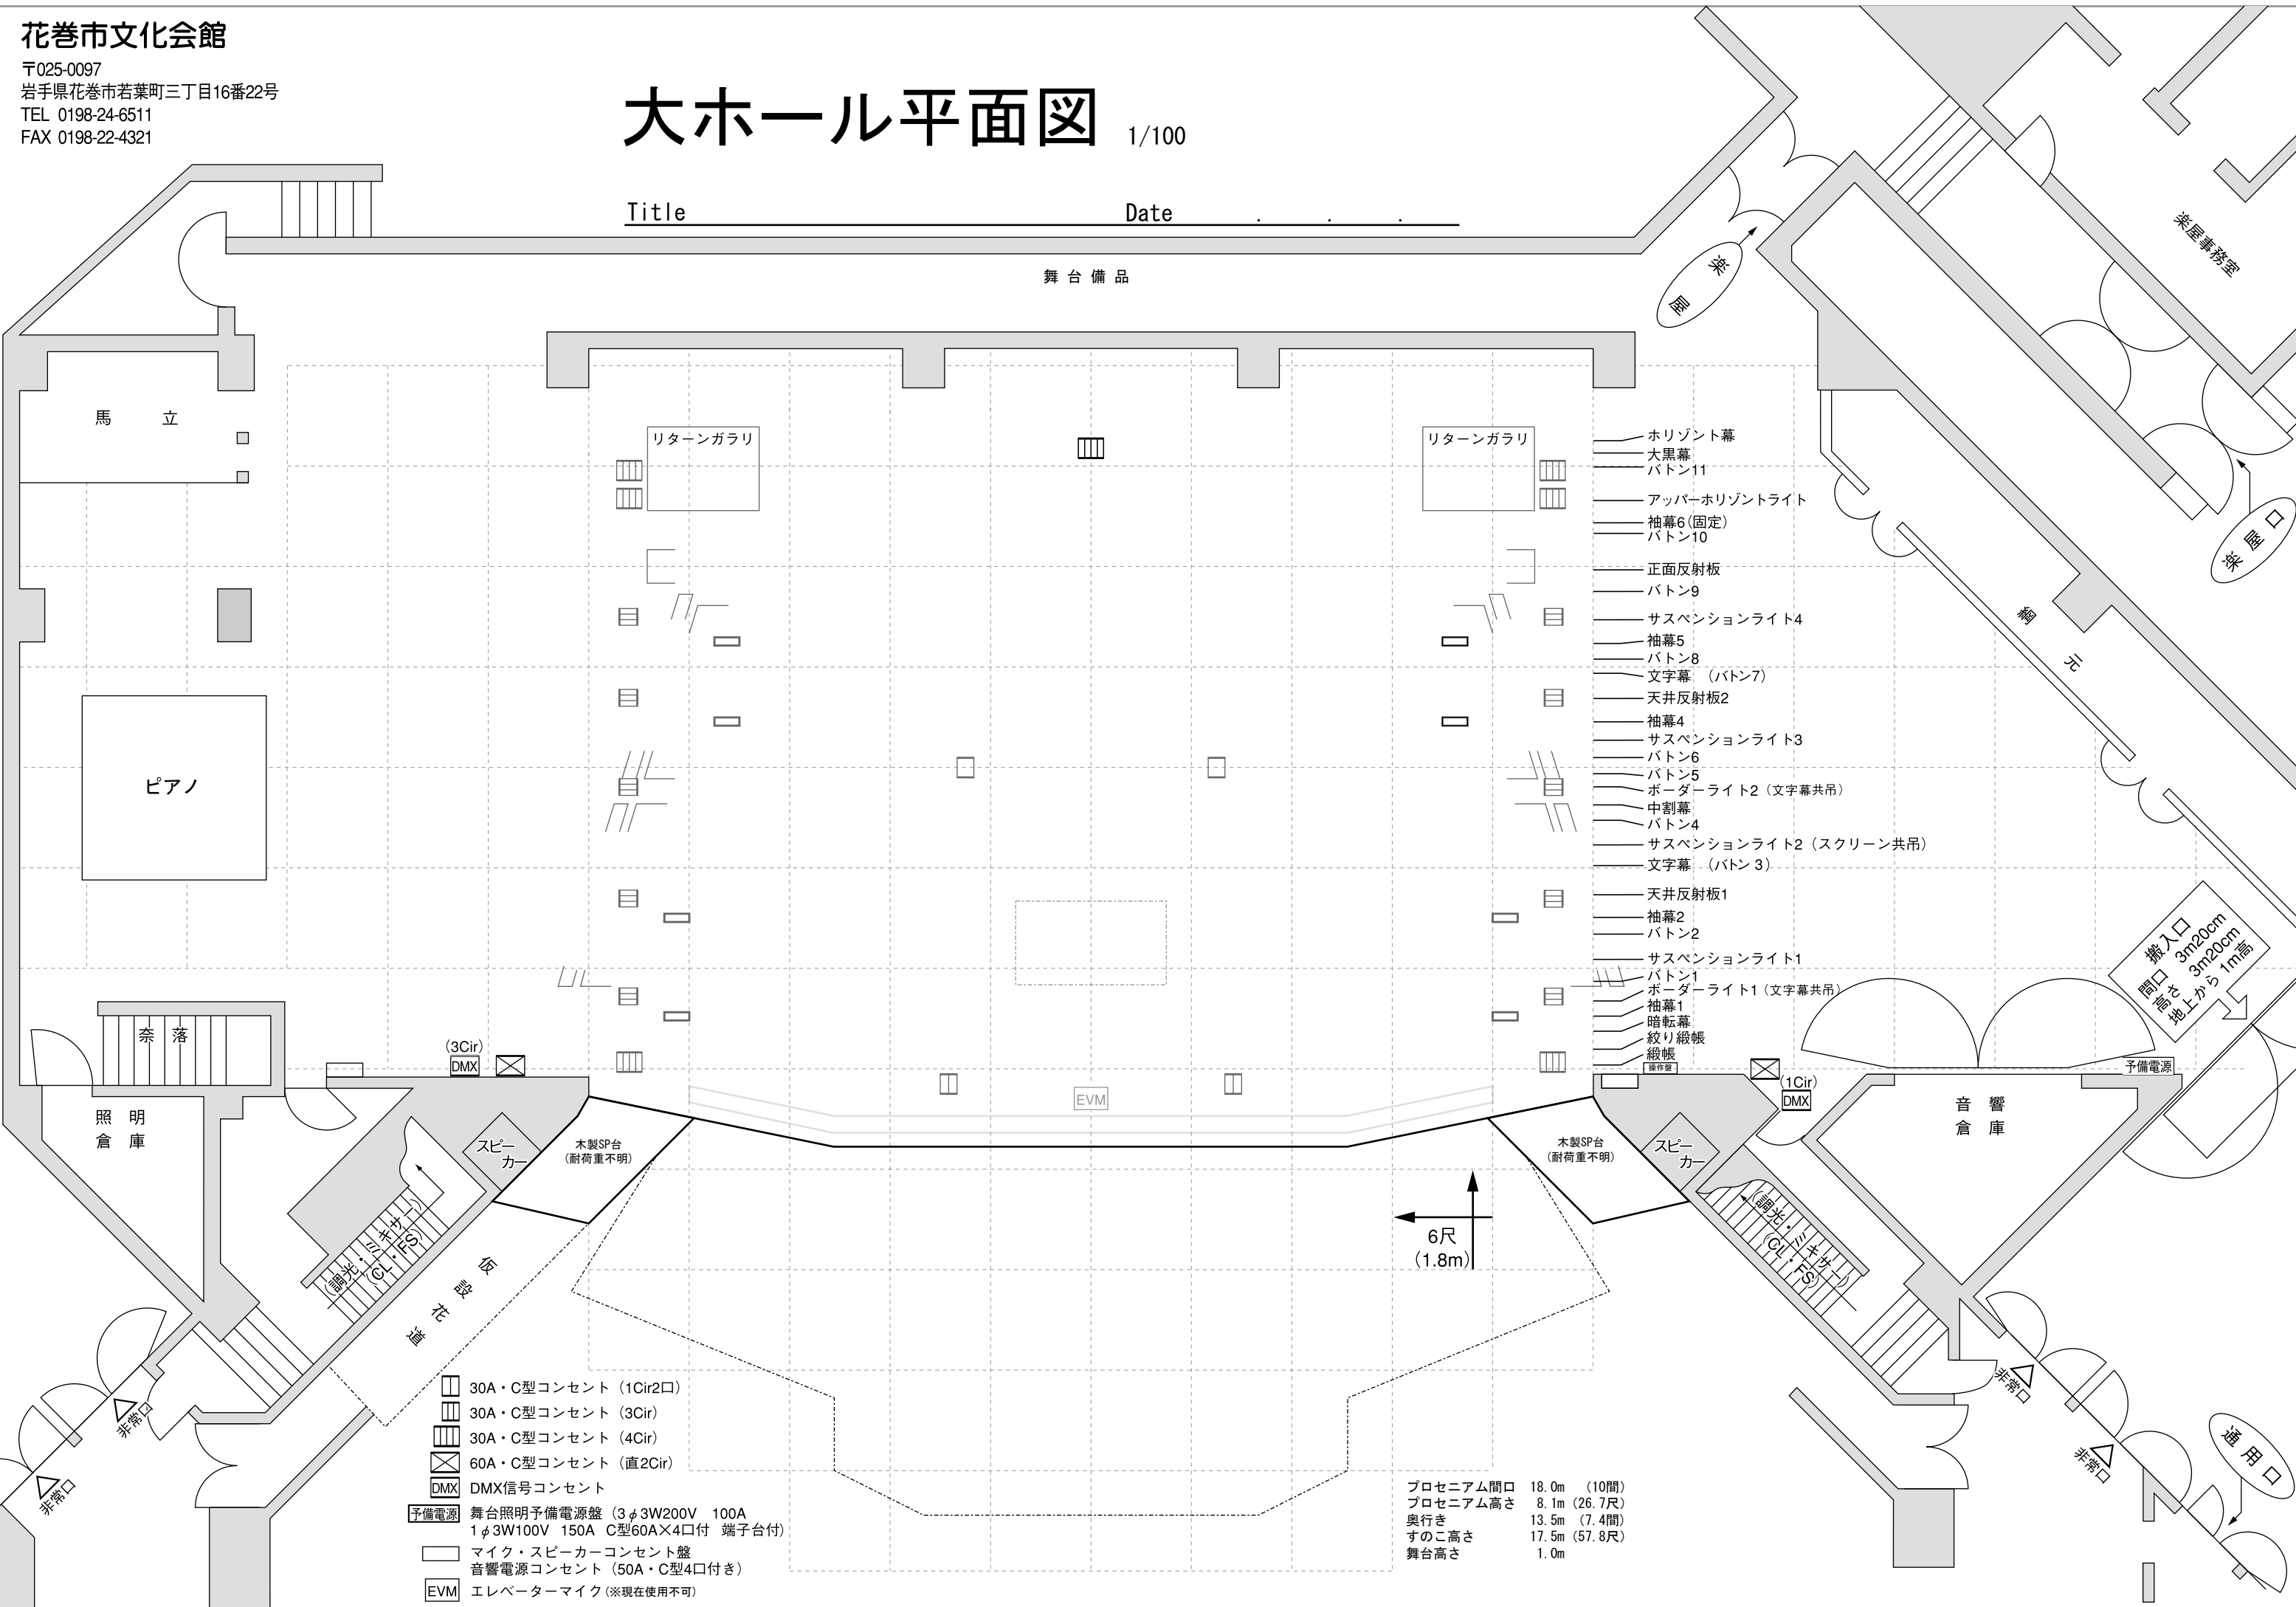 花巻市文化会館
〒025-0097
岩手県花巻市若葉町三丁目16番22号
TEL 0198-24-6511
FAX 0198-22-4321
大ホール平面図 1/100
Title Date . . .
舞台備品
楽屋
楽屋事務室
楽屋口
馬立
リターンガラリ
リターンガラリ
ホリゾント幕
大黒幕
バトン11
アッパーホリゾントライト
袖幕6(固定)
バトン10
正面反射板
バトン9
サスペンションライト4
袖幕5
バトン8
文字幕 (バトン7)
天井反射板2
袖幕4
サスペンションライト3
バトン6
バトン5
ボーダーライト2(文字幕共吊)
中割幕
バトン4
サスペンションライト2(スクリーン共吊)
文字幕 (バトン3)
天井反射板1
袖幕2
バトン2
サスペンションライト1
バトン1
ボーダーライト1(文字幕共吊)
袖幕1
暗転幕
絞り緞帳
緞帳
操作盤
元
ピアノ
搬入口
間口 3m20cm
高さ 3m20cm
地上から 1m高
奈落
(3Cir)
DMX
照明
倉庫
スピーカー
木製SP台
(耐荷重不明)
EVM
木製SP台
(耐荷重不明)
スピーカー
(1Cir)
DMX
予備電源
音響
倉庫
(調光・ミキサー)
(CL・FS)
仮設花道
6尺
(1.8m)
(調光・ミキサー)
(CL・FS)
非常口
非常口
非常口
非常口
通用口
30A・C型コンセント(1Cir2口)
30A・C型コンセント(3Cir)
30A・C型コンセント(4Cir)
60A・C型コンセント(直2Cir)
DMX DMX信号コンセント
予備電源 舞台照明予備電源盤(3φ3W200V 100A
1φ3W100V 150A C型60A×4口付 端子台付)
マイク・スピーカーコンセント盤
音響電源コンセント(50A・C型4口付き)
EVM エレベーターマイク(※現在使用不可)
プロセニアム間口 18.0m (10間)
プロセニアム高さ 8.1m (26.7尺)
奥行き 13.5m (7.4間)
すのこ高さ 17.5m (57.8尺)
舞台高さ 1.0m